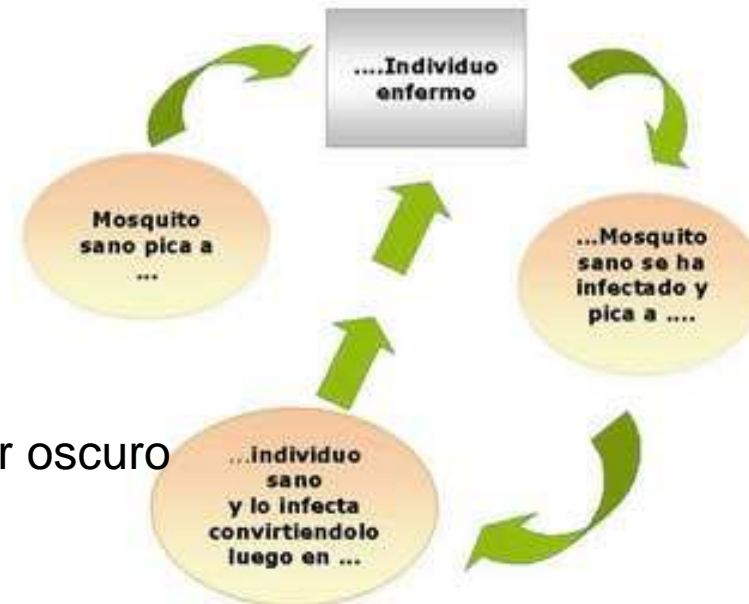 ....Individuo
enfermo
Mosquito
sano pica a
...
...Mosquito
sano se ha
infectado y
pica a ....
r oscuro
...individuo
sano
y lo infecta
convirtiendolo
luego en ...